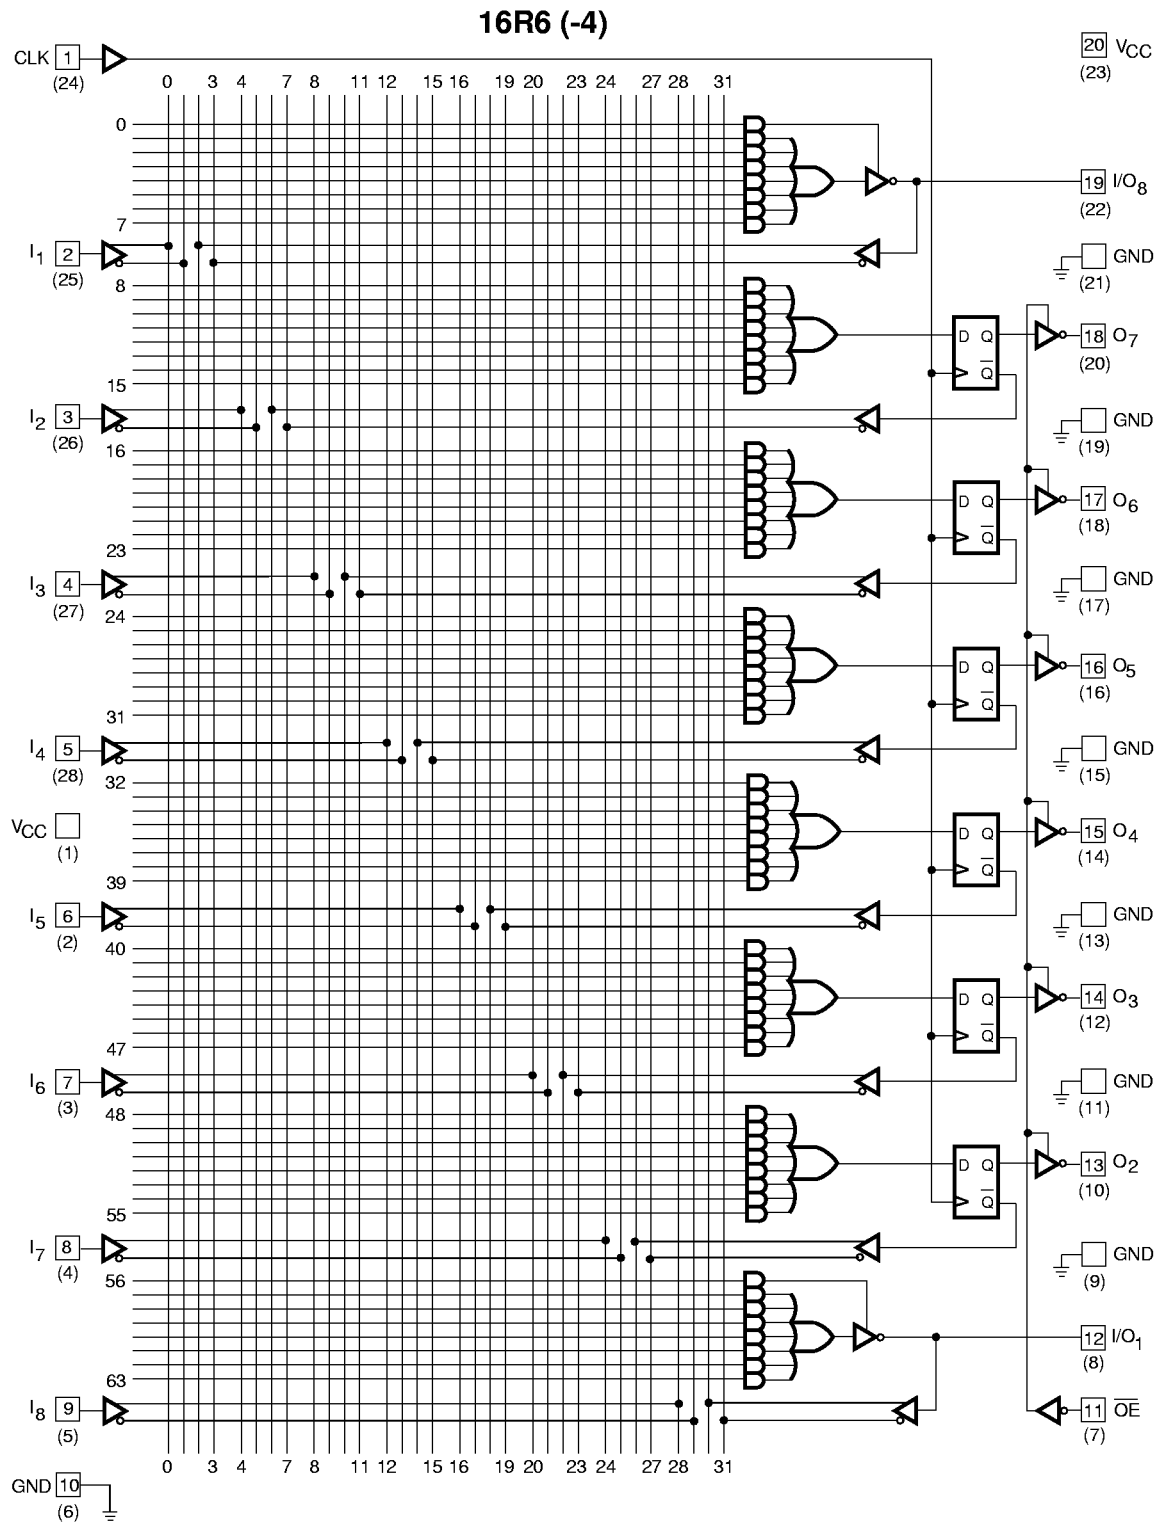 16R6 (-4)
CLK 1 (24)
20 VCC (23)
0 3 4 7 8 11 12 15 16 19 20 23 24 27 28 31
0
7
19 I/O8 (22)
I1 2 (25)
GND (21)
8
15
D Q
Q̅
18 O7 (20)
I2 3 (26)
GND (19)
16
23
D Q
Q̅
17 O6 (18)
I3 4 (27)
GND (17)
24
31
D Q
Q̅
16 O5 (16)
I4 5 (28)
GND (15)
32
39
VCC (1)
D Q
Q̅
15 O4 (14)
I5 6 (2)
GND (13)
40
47
D Q
Q̅
14 O3 (12)
I6 7 (3)
GND (11)
48
55
D Q
Q̅
13 O2 (10)
I7 8 (4)
GND (9)
56
63
12 I/O1 (8)
I8 9 (5)
11 O̅E̅ (7)
0 3 4 7 8 11 12 15 16 19 20 23 24 27 28 31
GND 10 (6)